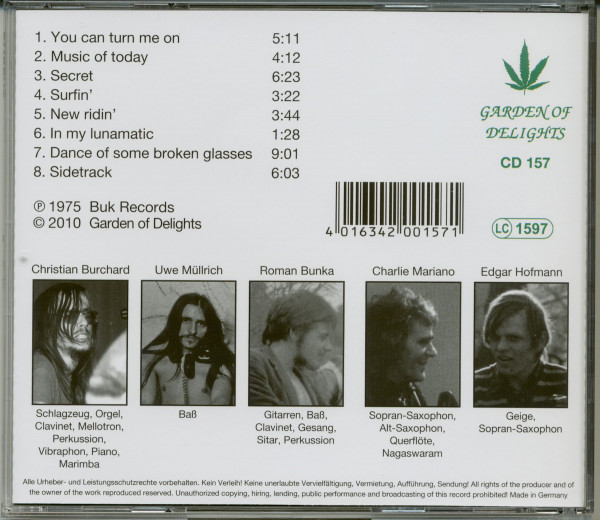 1. You can turn me on 5:11
2. Music of today 4:12
3. Secret 6:23
4. Surfin' 3:22
5. New ridin' 3:44
6. In my lunamatic 1:28
7. Dance of some broken glasses 9:01
8. Sidetrack 6:03
GARDEN OF
DELIGHTS
CD 157
℗ 1975 Buk Records
© 2010 Garden of Delights
4 016342 001571
LC 1597
Christian Burchard
Schlagzeug, Orgel,
Clavinet, Mellotron,
Perkussion,
Vibraphon, Piano,
Marimba
Uwe Müllrich
Baß
Roman Bunka
Gitarren, Baß,
Clavinet, Gesang,
Sitar, Perkussion
Charlie Mariano
Sopran-Saxophon,
Alt-Saxophon,
Querflöte,
Nagaswaram
Edgar Hofmann
Geige,
Sopran-Saxophon
Alle Urheber- und Leistungsschutzrechte vorbehalten. Kein Verleih! Keine unerlaubte Vervielfältigung, Vermietung, Aufführung, Sendung! All rights of the producer and of
the owner of the work reproduced reserved. Unauthorized copying, hiring, lending, public performance and broadcasting of this record prohibited! Made in Germany